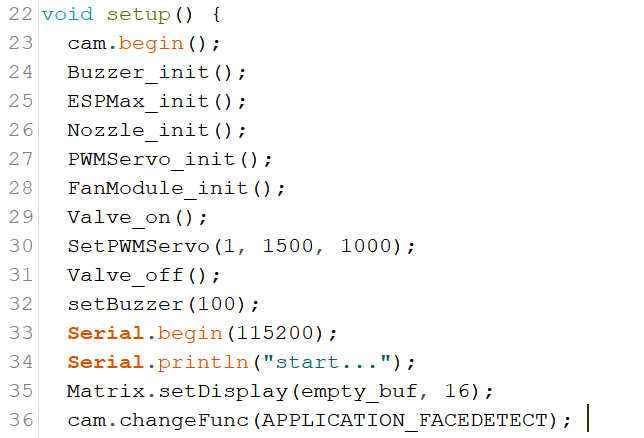 22 void setup() {
23   cam.begin();
24   Buzzer_init();
25   ESPMax_init();
26   Nozzle_init();
27   PWMServo_init();
28   FanModule_init();
29   Valve_on();
30   SetPWMServo(1, 1500, 1000);
31   Valve_off();
32   setBuzzer(100);
33   Serial.begin(115200);
34   Serial.println("start...");
35   Matrix.setDisplay(empty_buf, 16);
36   cam.changeFunc(APPLICATION_FACEDETECT);